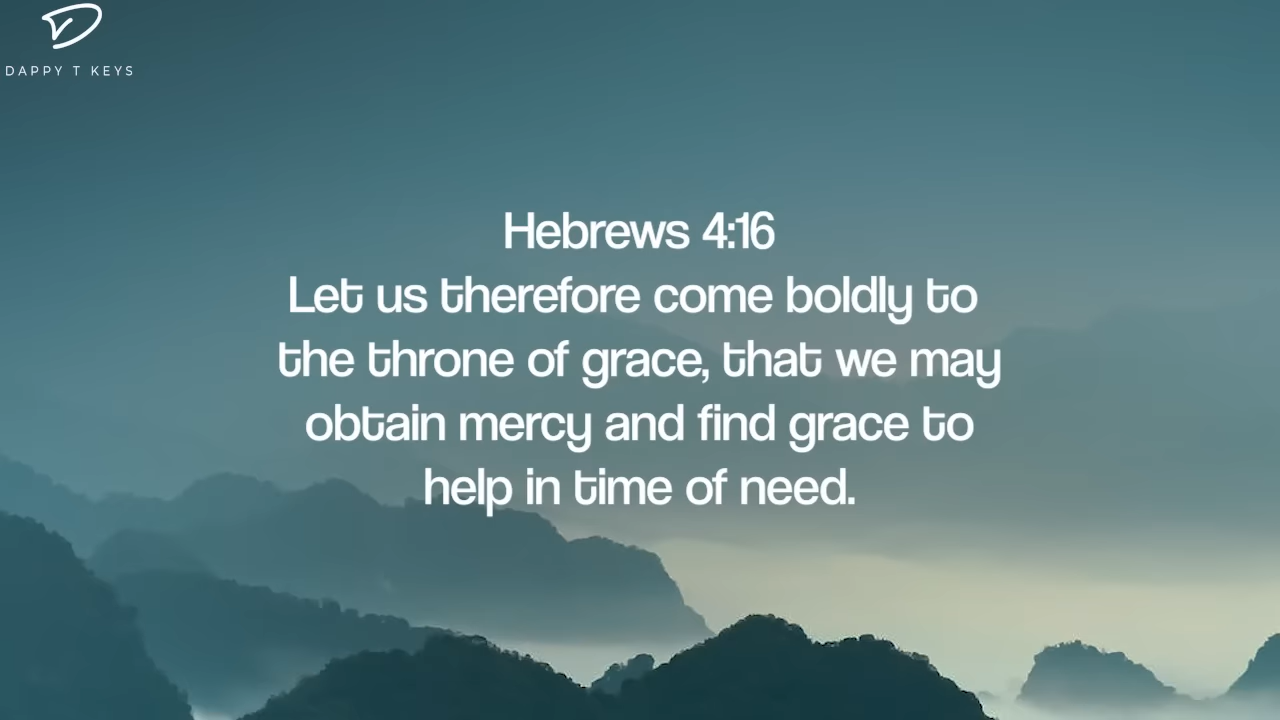 DAPPY T KEYS
Hebrews 4:16
Let us therefore come boldly to
the throne of grace, that we may
obtain mercy and find grace to
help in time of need.